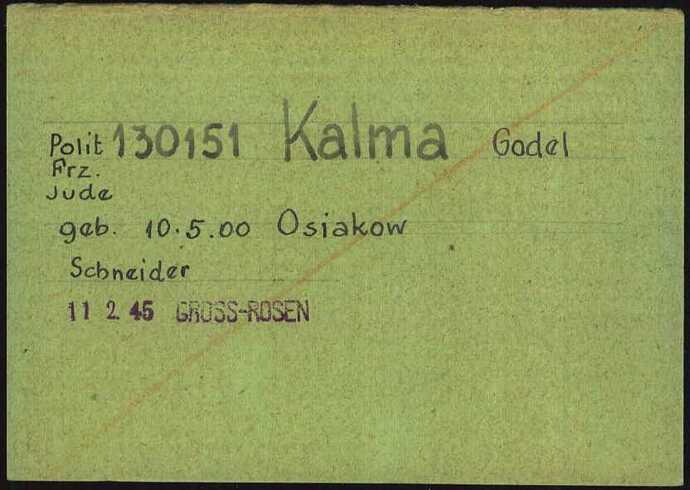 Polit 130151 Kalma Godel
Frz.
Jude
geb. 10.5.00 Osiakow
Schneider
11 2. 45 GROSS-ROSEN